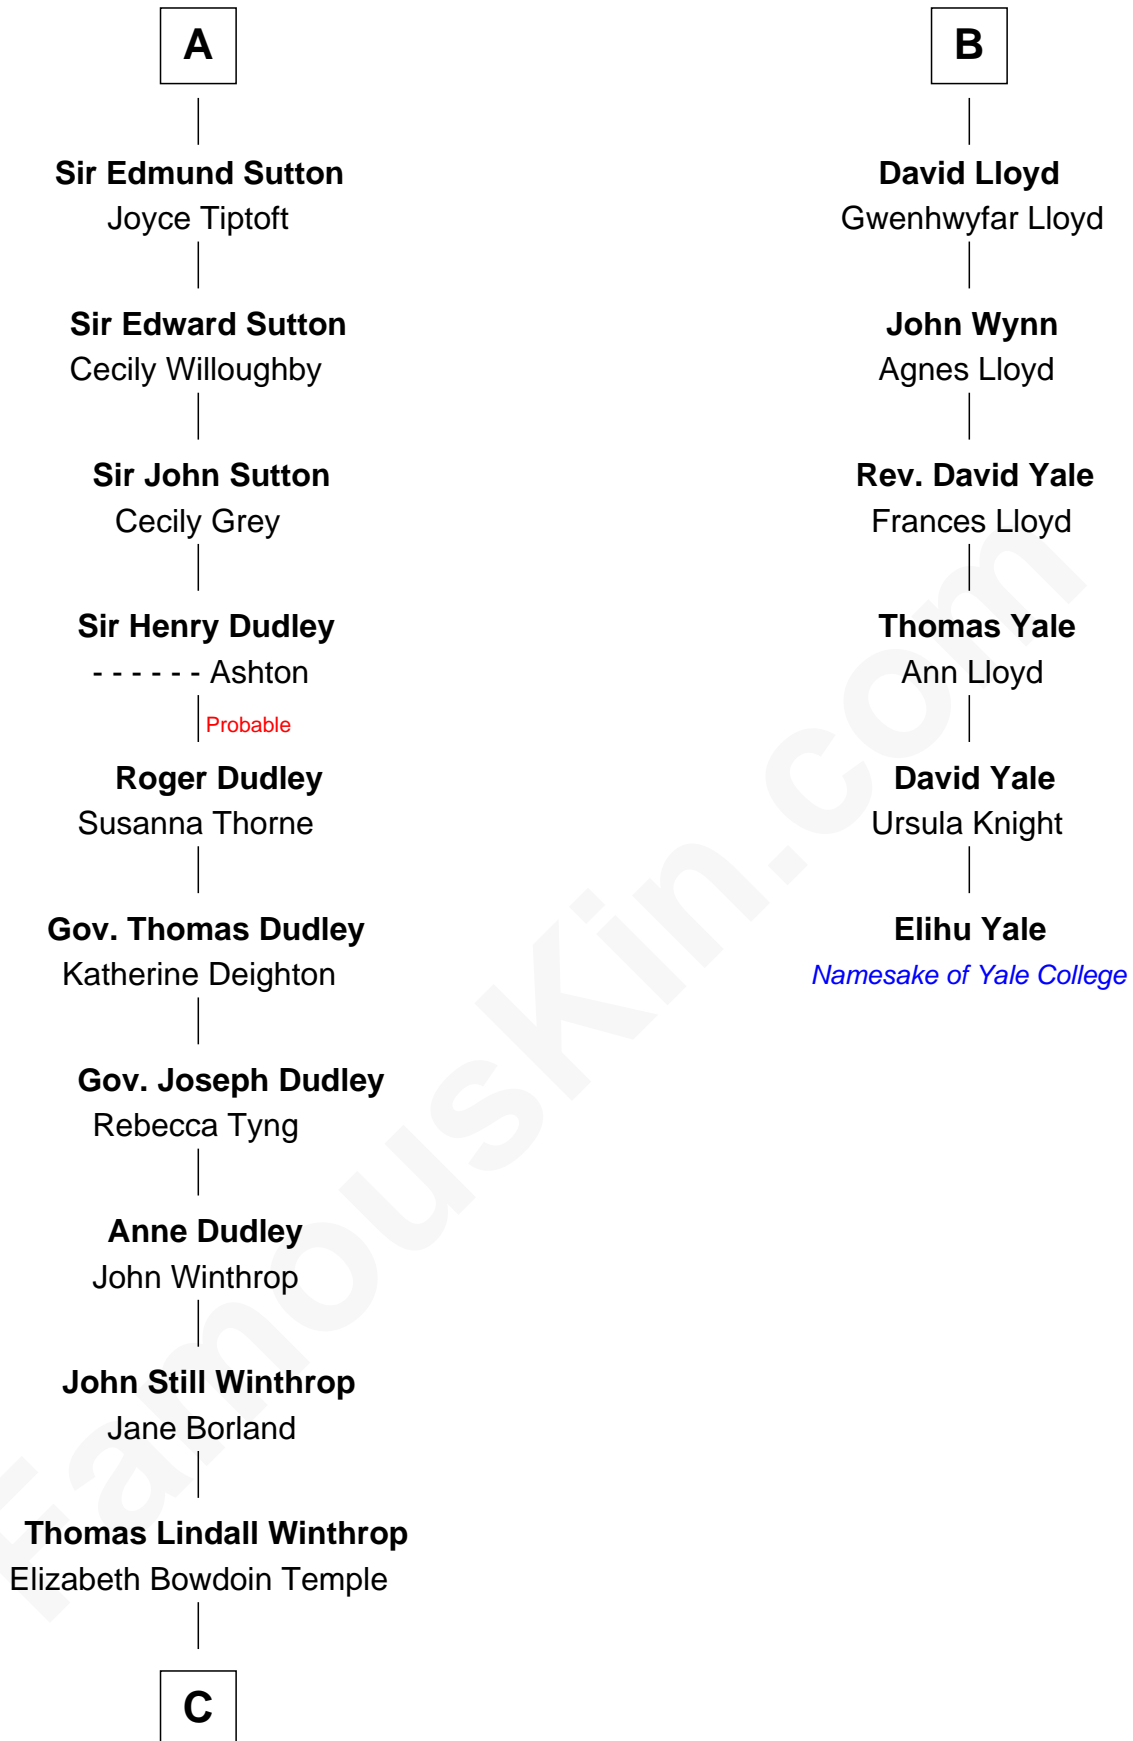 A
Sir Edmund Sutton
Joyce Tiptoft
Sir Edward Sutton
Cecily Willoughby
Sir John Sutton
Cecily Grey
Sir Henry Dudley
- - - - - - Ashton
Probable
Roger Dudley
Susanna Thorne
Gov. Thomas Dudley
Katherine Deighton
Gov. Joseph Dudley
Rebecca Tyng
Anne Dudley
John Winthrop
John Still Winthrop
Jane Borland
Thomas Lindall Winthrop
Elizabeth Bowdoin Temple
C
B
David Lloyd
Gwenhwyfar Lloyd
John Wynn
Agnes Lloyd
Rev. David Yale
Frances Lloyd
Thomas Yale
Ann Lloyd
David Yale
Ursula Knight
Elihu Yale
Namesake of Yale College
FamousKin.com